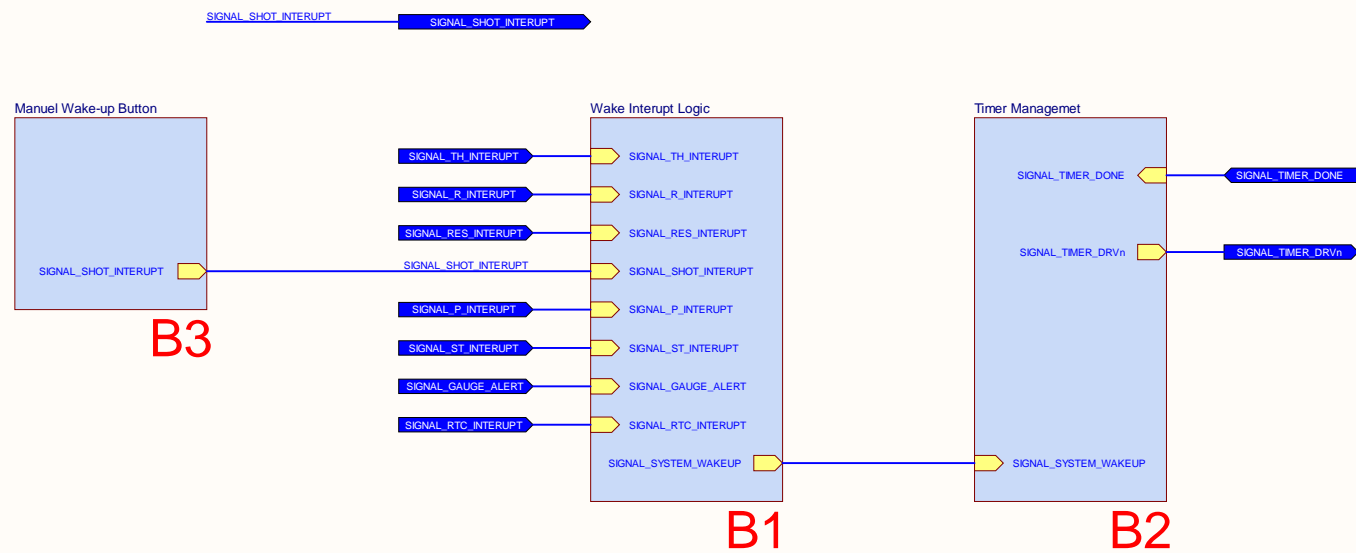 SIGNAL_SHOT_INTERUPT SIGNAL_SHOT_INTERUPT
Manuel Wake-up Button
SIGNAL_SHOT_INTERUPT
B3
SIGNAL_SHOT_INTERUPT
Wake Interupt Logic
SIGNAL_TH_INTERUPT SIGNAL_TH_INTERUPT
SIGNAL_R_INTERUPT SIGNAL_R_INTERUPT
SIGNAL_RES_INTERUPT SIGNAL_RES_INTERUPT
SIGNAL_SHOT_INTERUPT
SIGNAL_P_INTERUPT SIGNAL_P_INTERUPT
SIGNAL_ST_INTERUPT SIGNAL_ST_INTERUPT
SIGNAL_GAUGE_ALERT SIGNAL_GAUGE_ALERT
SIGNAL_RTC_INTERUPT SIGNAL_RTC_INTERUPT
SIGNAL_SYSTEM_WAKEUP
B1
Timer Managemet
SIGNAL_TIMER_DONE SIGNAL_TIMER_DONE
SIGNAL_TIMER_DRVn SIGNAL_TIMER_DRVn
SIGNAL_SYSTEM_WAKEUP
B2